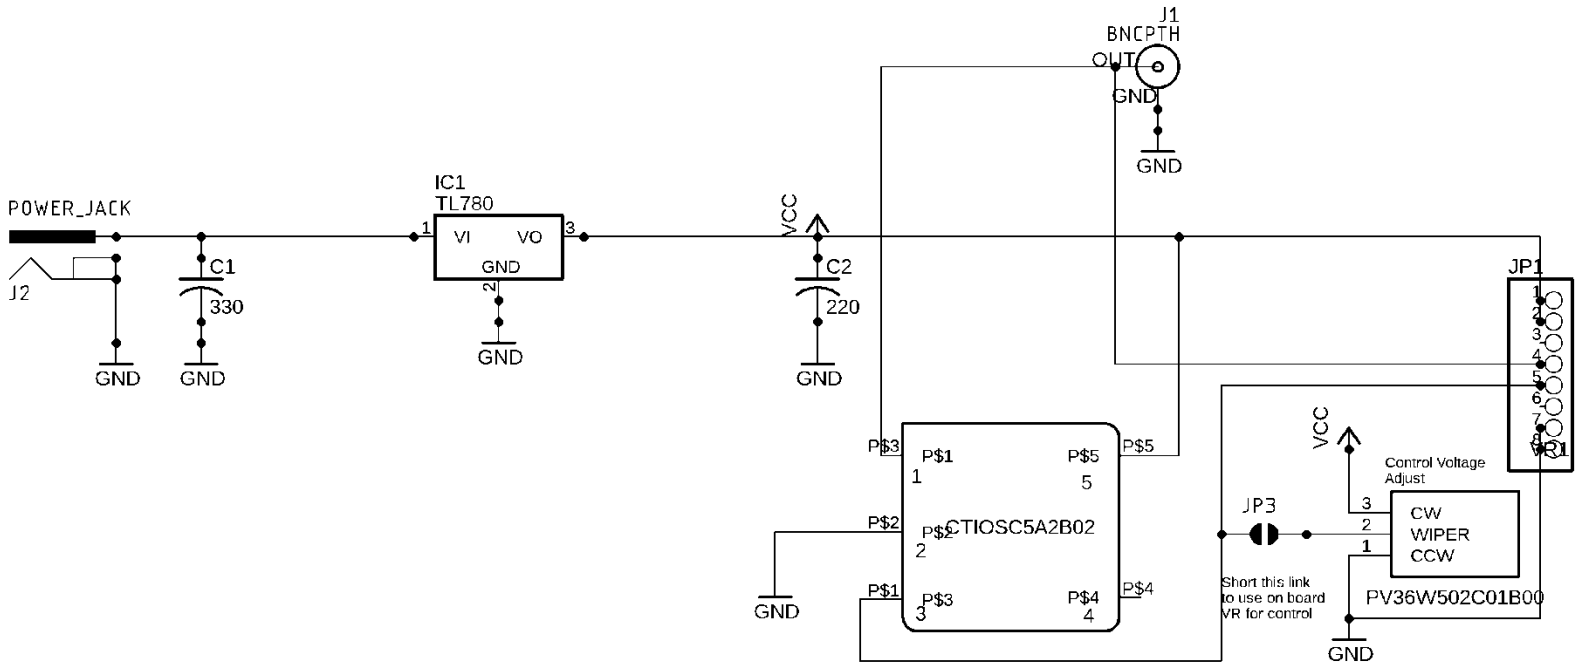 J1
BNCPTH
OUT
GND
GND
POWER_JACK
J2
C1
330
GND
GND
IC1
TL780
1
VI
VO
3
GND
2
GND
VCC
C2
220
GND
JP1
1
2
3
4
5
6
7
8
VR1
P$3
P$1
1
P$5
P$5
5
P$2
P$2
2
CTIOSC5A2B02
GND
P$1
P$3
3
P$4
P$4
4
VCC
Control Voltage
Adjust
JP3
3
CW
2
WIPER
1
CCW
Short this link
to use on board
VR for control
PV36W502C01B00
GND